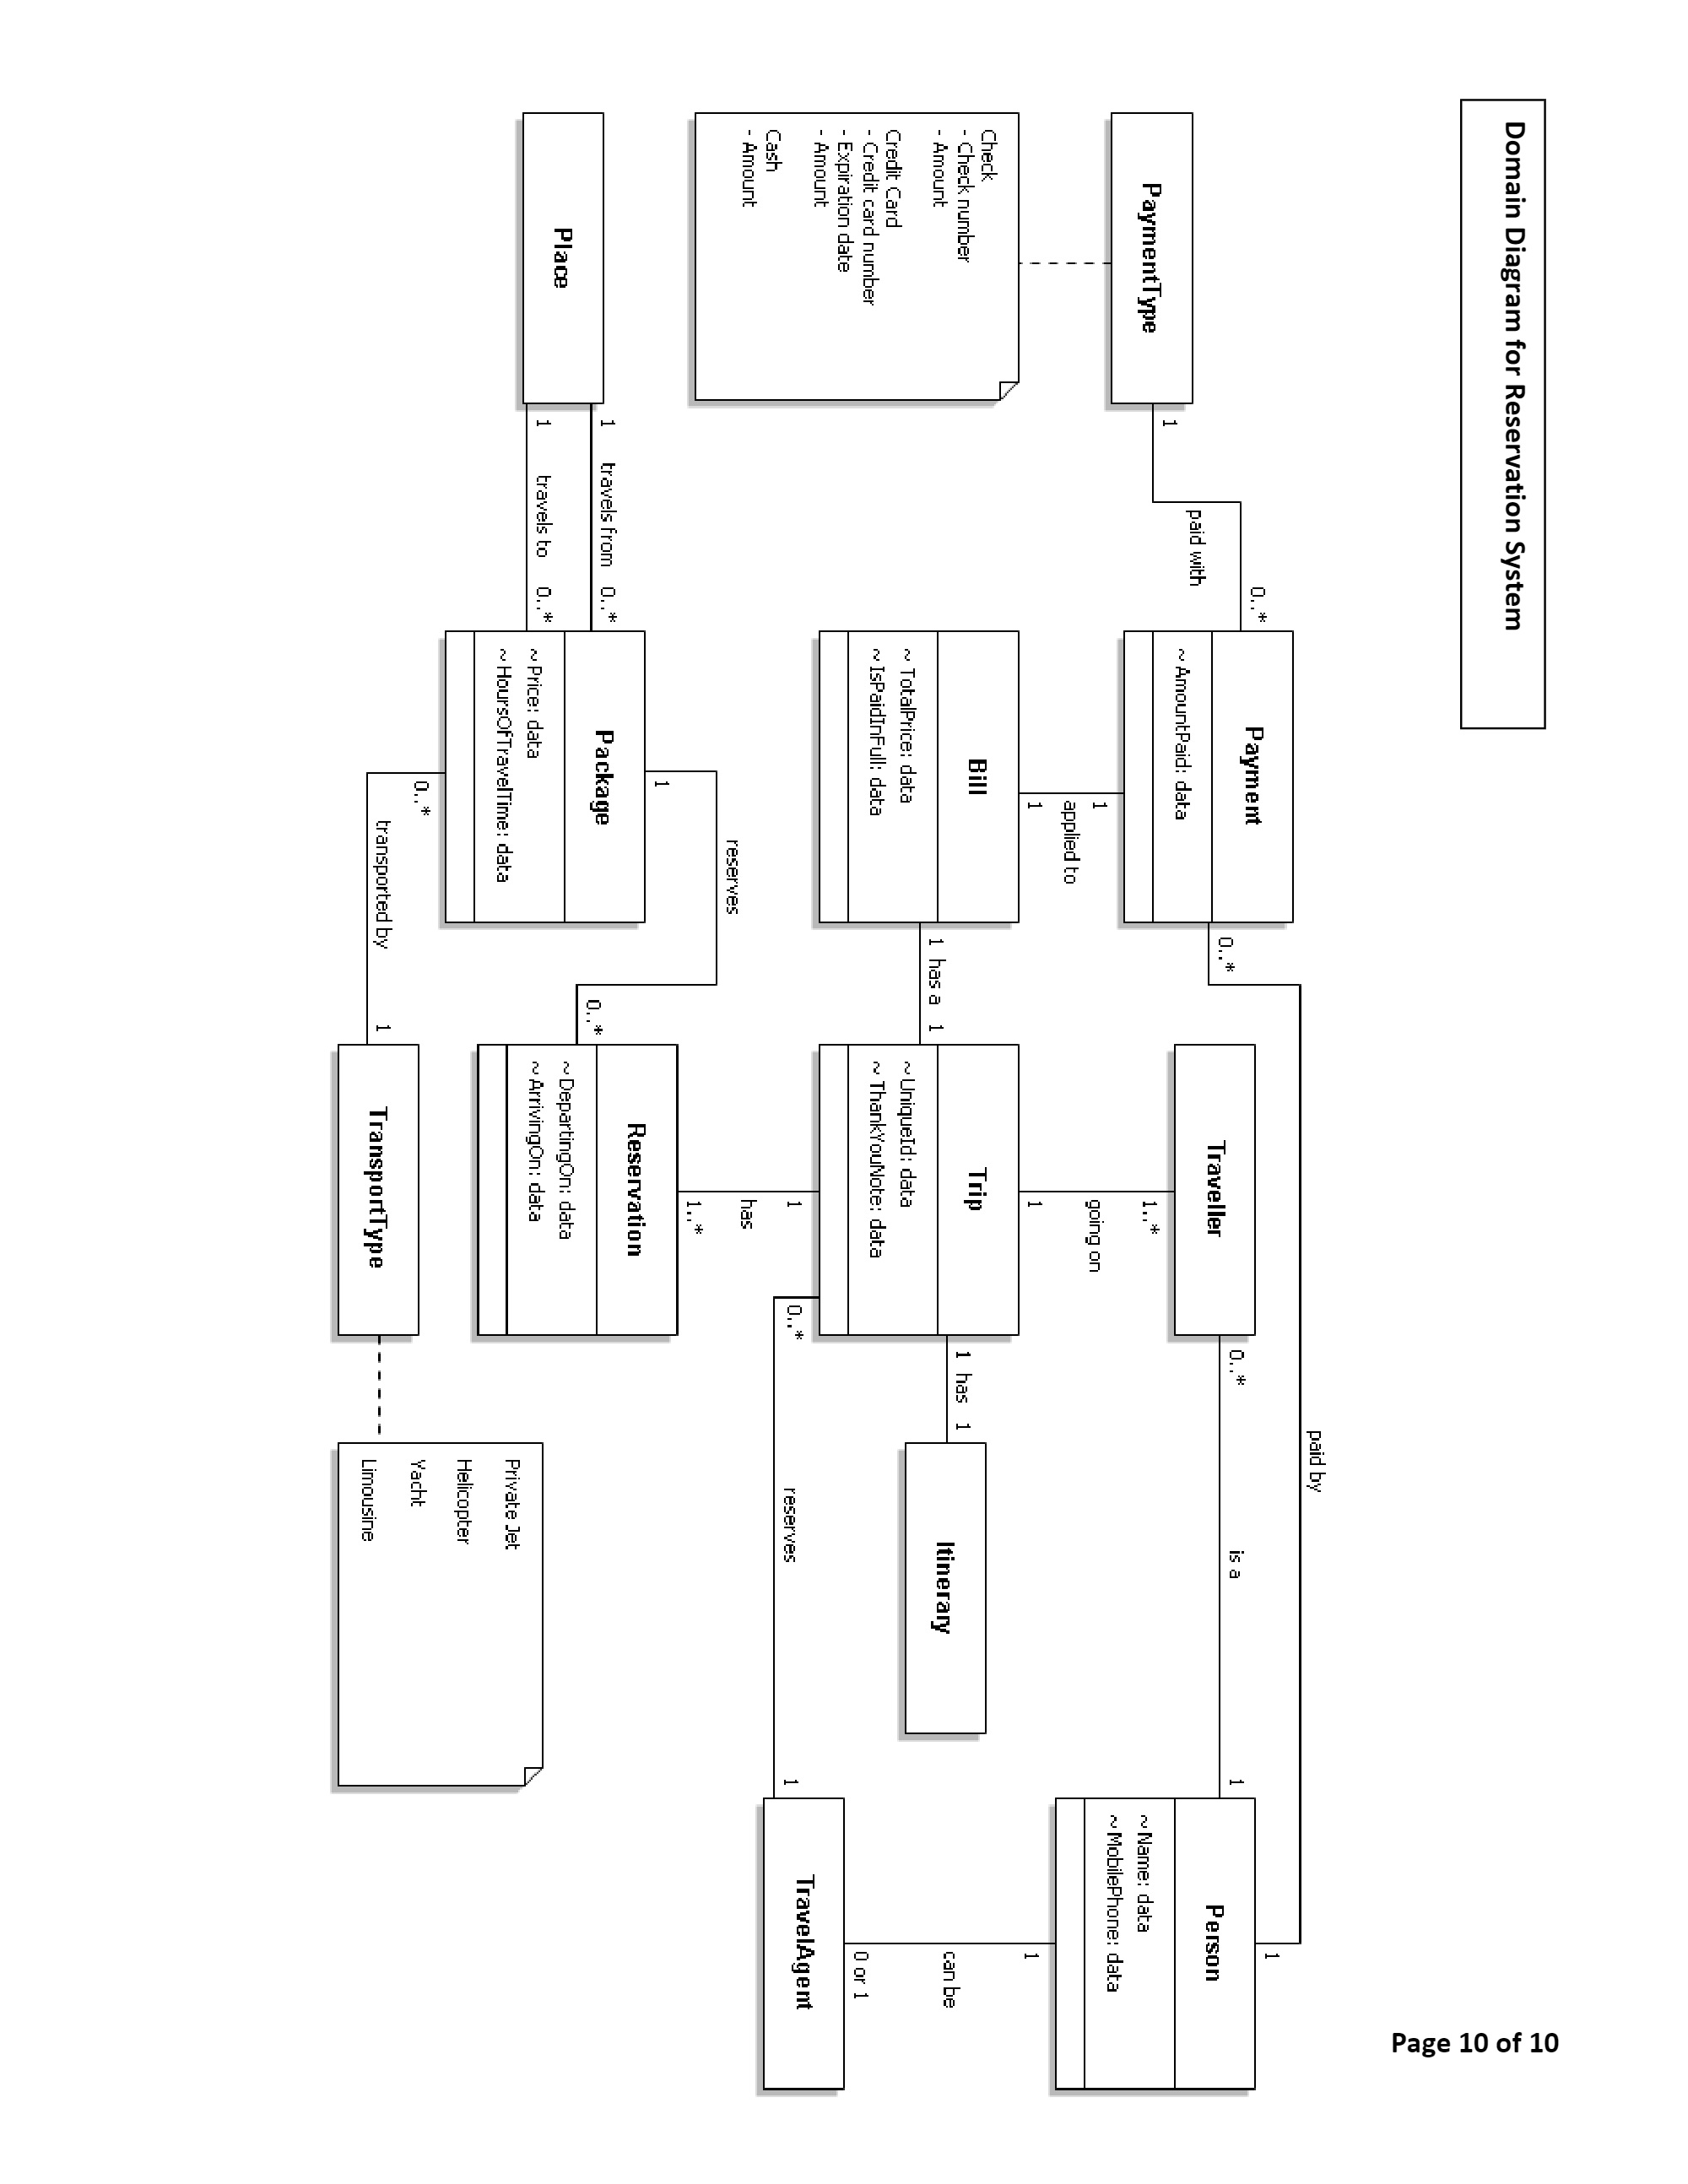 Domain Diagram for Reservation System
Page 10 of 10
PaymentType
1
paid with
0..*
Payment
~ AmountPaid: data
0..*
paid by
1
Check
- Check number
- Amount
Credit Card
- Credit card number
- Expiration date
- Amount
Cash
- Amount
1
applied to
1
Bill
~ TotalPrice: data
~ IsPaidInFull: data
1 has a 1
Traveller
0..*
is a
1
Person
~ Name: data
~ MobilePhone: data
1..*
going on
1
Trip
~ UniqueId: data
~ ThankYouNote: data
1 has 1
Itinerary
1
can be
0 or 1
TravelAgent
0..*
reserves
1
1
has
1..*
Place
1 travels from 0..*
1 travels to 0..*
Package
~ Price: data
~ HoursOfTravelTime: data
1
reserves
0..*
Reservation
~ DepartingOn: data
~ ArrivingOn: data
0..*
transported by
1
TransportType
Private Jet
Helicopter
Yacht
Limousine